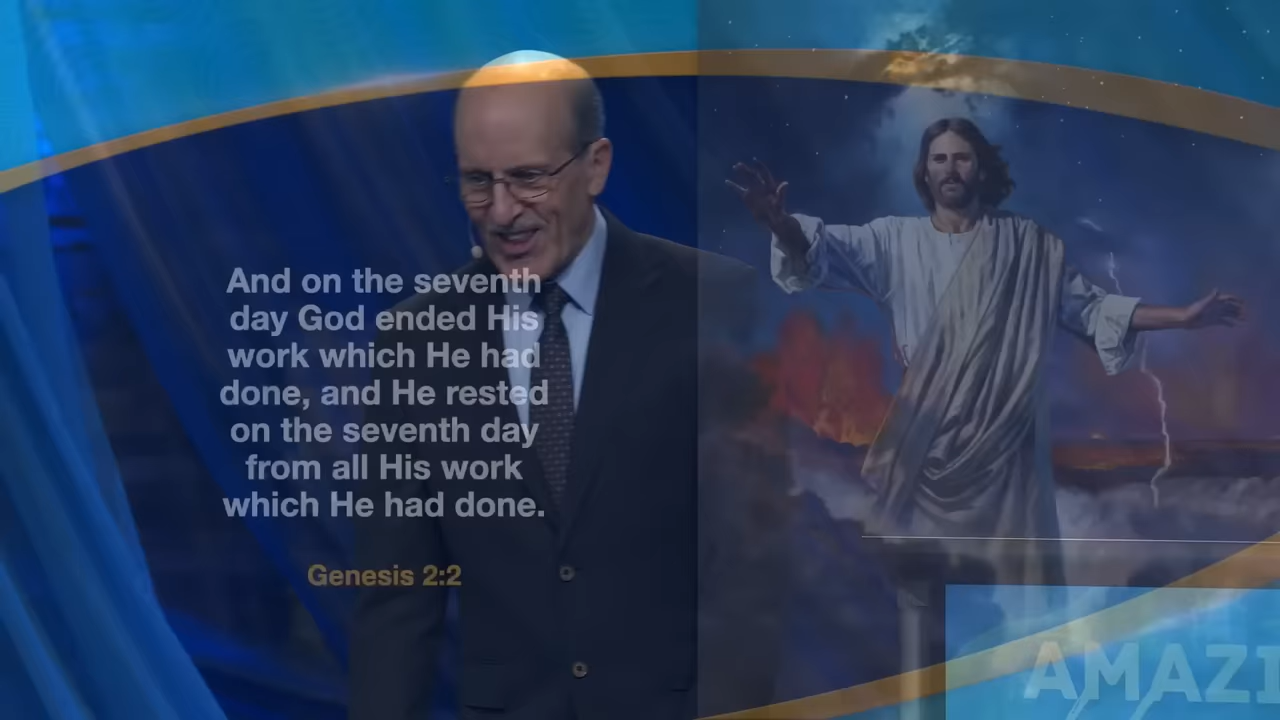 And on the seventh
day God ended His
work which He had
done, and He rested
on the seventh day
from all His work
which He had done.
Genesis 2:2
AMAZI